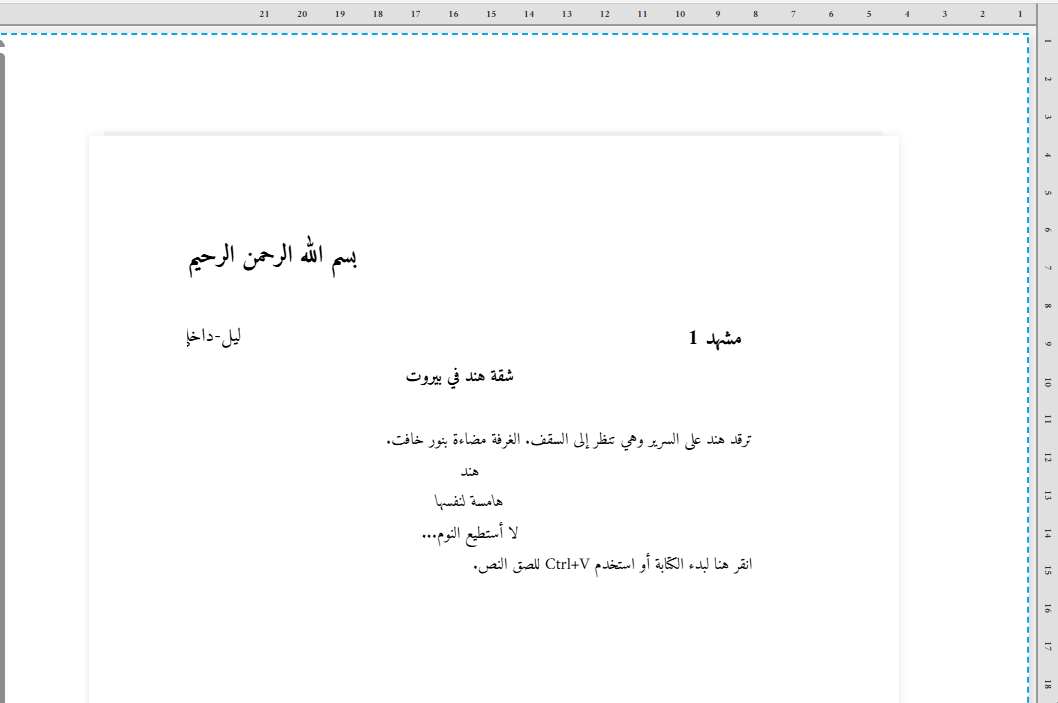 21 20 19 18 17 16 15 14 13 12 11 10 9 8 7 6 5 4 3 2 1
1
2
3
4
5
6
7
8
9
10
11
12
13
14
15
16
17
18
بسم الله الرحمن الرحيم
مشهد 1 ليل-داخلي
شقة هند في بيروت
ترقد هند على السرير وهي تنظر إلى السقف. الغرفة مضاءة بنور خافت.
هند
هامسة لنفسها
لا أستطيع النوم...
انقر هنا لبدء الكتابة أو استخدم Ctrl+V للصق النص.